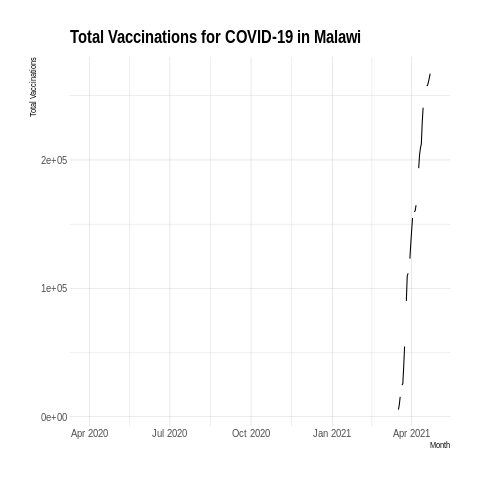 Total Vaccinations for COVID-19 in Malawi
Total Vaccinations
2e+05
1e+05
0e+00
Apr 2020 Jul 2020 Oct 2020 Jan 2021 Apr 2021
Month